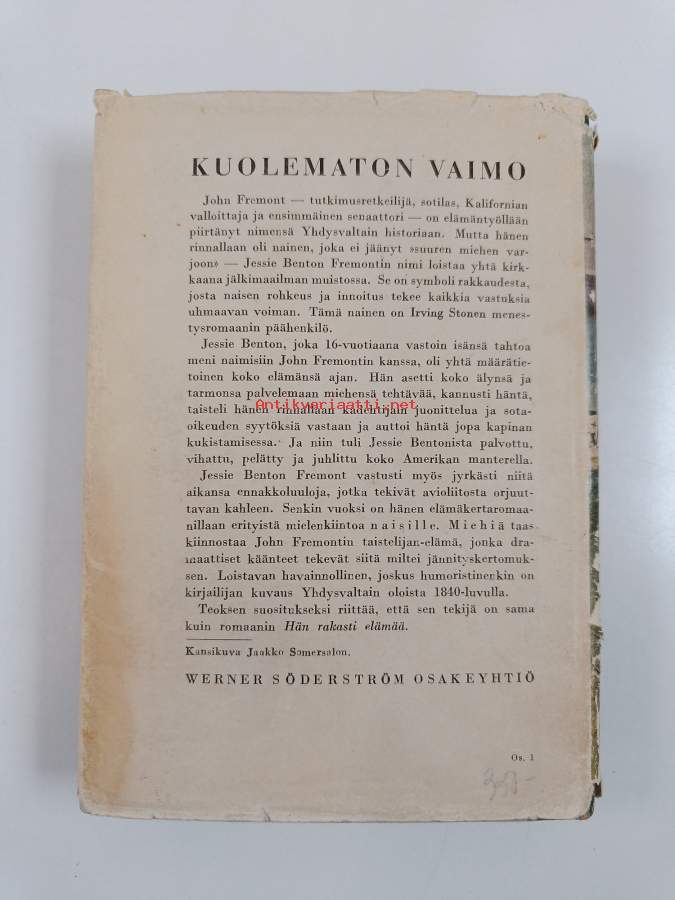 KUOLEMATON VAIMO
John Fremont — tutkimusretkeilijä, sotilas, Kalifornian
valloittaja ja ensimmäinen senaattori — on elämäntyöllään
piirtänyt nimensä Yhdysvaltain historiaan. Mutta hänen
rinnallaan oli nainen, joka ei jäänyt »suuren miehen var-
joon» — Jessie Benton Fremontin nimi loistaa yhtä kirk-
kaana jälkimaailman muistossa. Se on symboli rakkaudesta,
josta naisen rohkeus ja innoitus tekee kaikkia vastuksia
uhmaavan voiman. Tämä nainen on Irving Stonen menes-
tysromaanin päähenkilö.
Jessie Benton, joka 16-vuotiaana vastoin isänsä tahtoa
meni naimisiin John Fremontin kanssa, oli yhtä määrätie-
toinen koko elämänsä ajan. Hän asetti koko älynsä ja
tarmonsa palvelemaan miehensä tehtävää, kannusti häntä,
Antikvariaatti.net
taisteli hänen rinnallaan kadehtijain juonittelua ja sota-
oikeuden syytöksiä vastaan ja auttoi häntä jopa kapinan
kukistamisessa. Ja niin tuli Jessie Bentonista palvottu,
vihattu, pelätty ja juhlittu koko Amerikan manterella.
Jessie Benton Fremont vastusti myös jyrkästi niitä
aikansa ennakkoluuloja, jotka tekivät avioliitosta orjuut-
tavan kahleen. Senkin vuoksi on hänen elämäkertaromaa-
nillaan erityistä mielenkiintoa naisille. Miehiä taas
kiinnostaa John Fremontin taistelijan-elämä, jonka dra-
maattiset käänteet tekevät siitä miltei jännityskertomuk-
sen. Loistavan havainnollinen, joskus humoristinenkin on
kirjailijan kuvaus Yhdysvaltain oloista 1840-luvulla.
Teoksen suositukseksi riittää, että sen tekijä on sama
kuin romaanin Hän rakasti elämää.
Kansikuva Jaakko Somersalon.
WERNER SÖDERSTRÖM OSAKEYHTIÖ
Os. 1